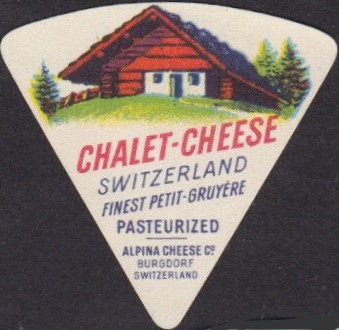 CHALET-CHEESE
SWITZERLAND
FINEST PETIT-GRUYÈRE
PASTEURIZED
ALPINA CHEESE Cº
BURGDORF
SWITZERLAND